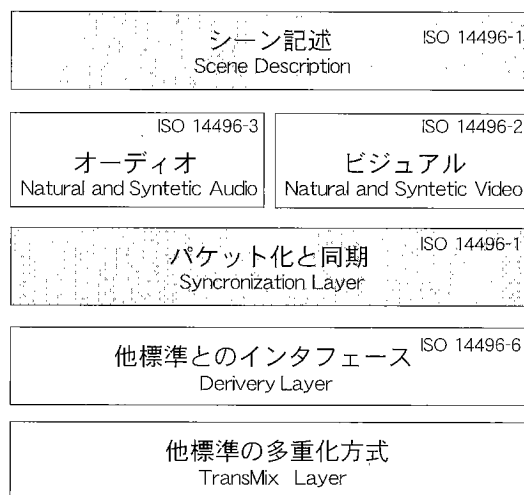 シーン記述 ISO 14496-1
Scene Description
ISO 14496-3
オーディオ
Natural and Syntetic Audio
ISO 14496-2
ビジュアル
Natural and Syntetic Video
パケット化と同期 ISO 14496-1
Syncronization Layer
他標準とのインタフェース ISO 14496-6
Derivery Layer
他標準の多重化方式
TransMix Layer